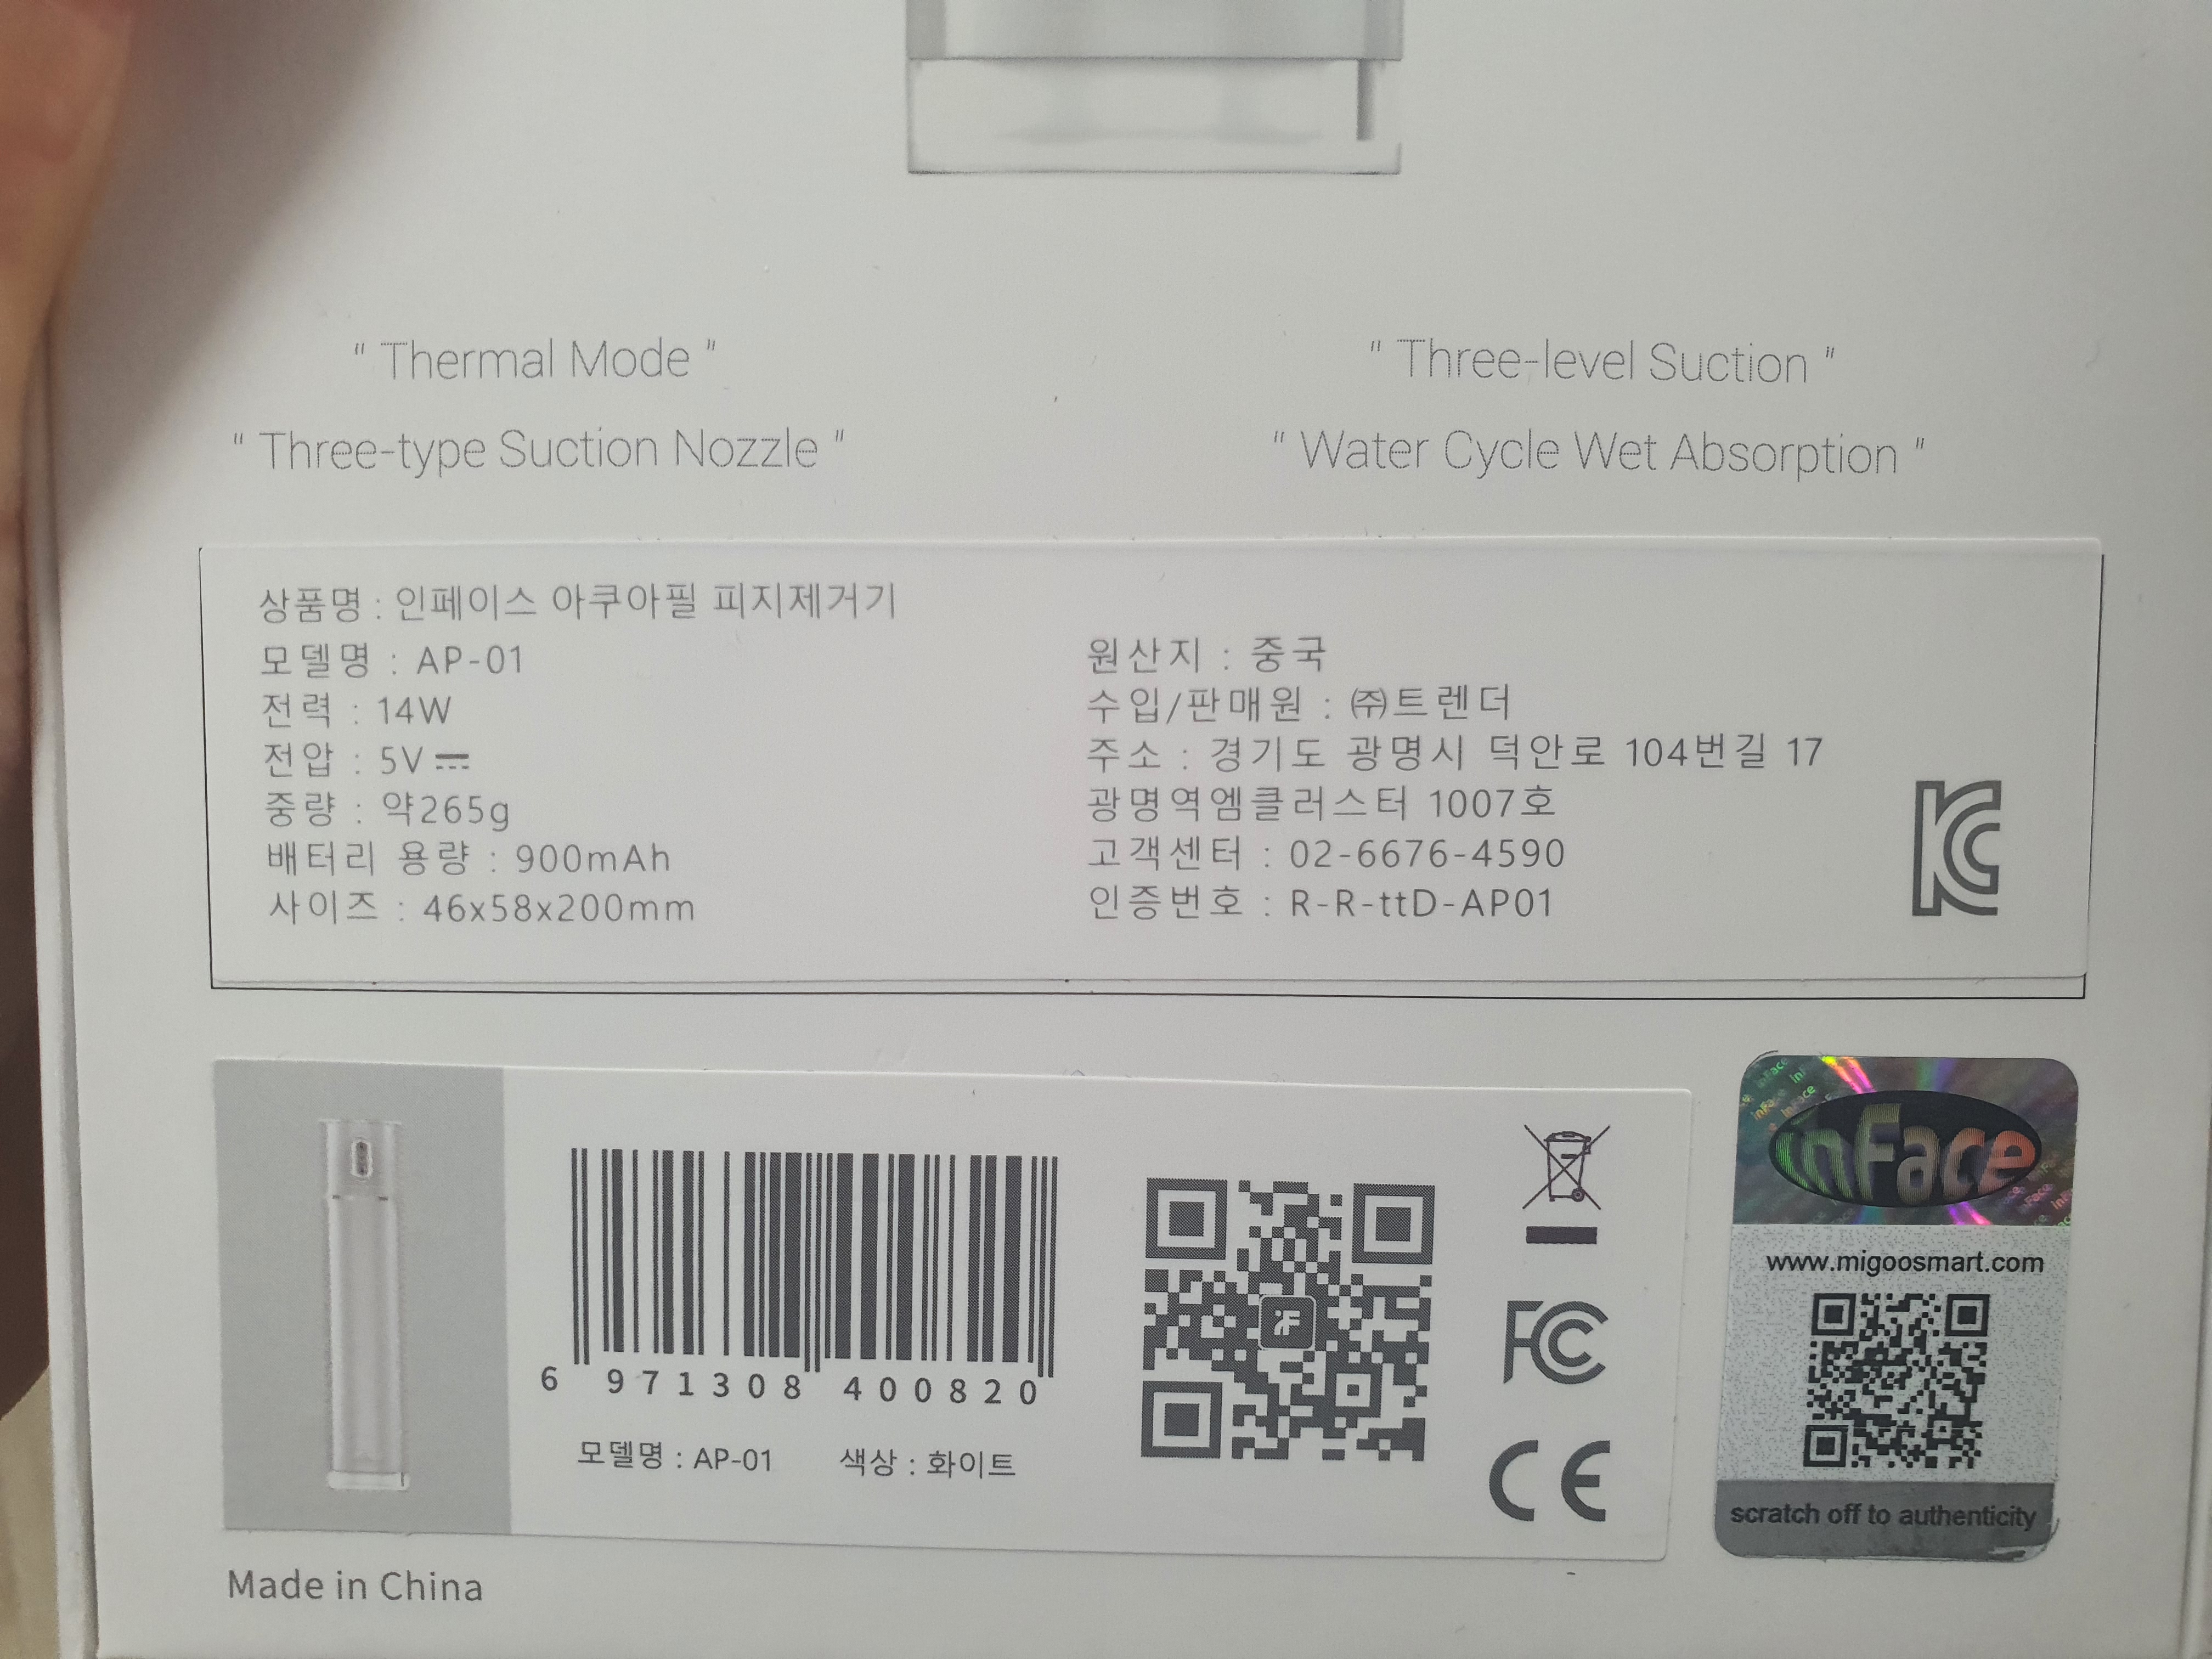 " Thermal Mode "
" Three-level Suction "
" Three-type Suction Nozzle "
" Water Cycle Wet Absorption "
상품명 : 인페이스 아쿠아필 피지제거기
모델명 : AP-01
전력 : 14W
전압 : 5V
중량 : 약265g
배터리 용량 : 900mAh
사이즈 : 46x58x200mm
원산지 : 중국
수입/판매원 : ㈜트렌더
주소 : 경기도 광명시 덕안로 104번길 17
광명역엠클러스터 1007호
고객센터 : 02-6676-4590
인증번호 : R-R-ttD-AP01
6 971308 400820
모델명 : AP-01 색상 : 화이트
FC
CE
inFace
www.migoosmart.com
scratch off to authenticity
Made in China